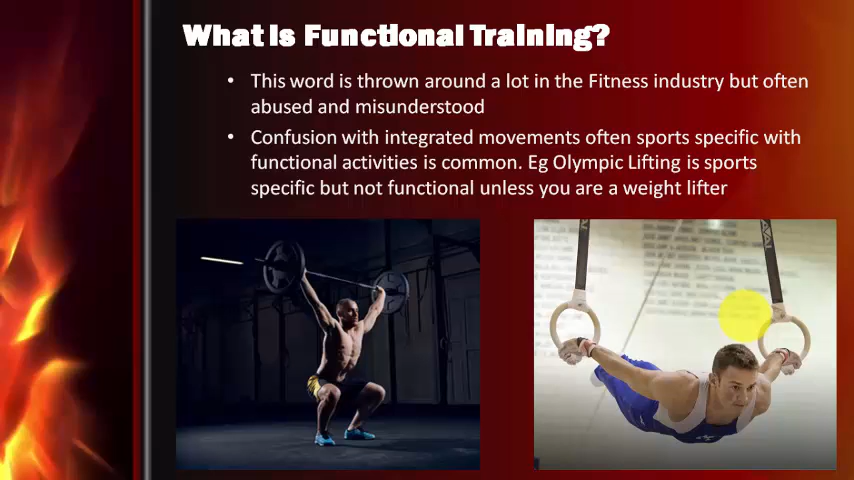 What Is Functional Training?
• This word is thrown around a lot in the Fitness industry but often
abused and misunderstood
• Confusion with integrated movements often sports specific with
functional activities is common. Eg Olympic Lifting is sports
specific but not functional unless you are a weight lifter